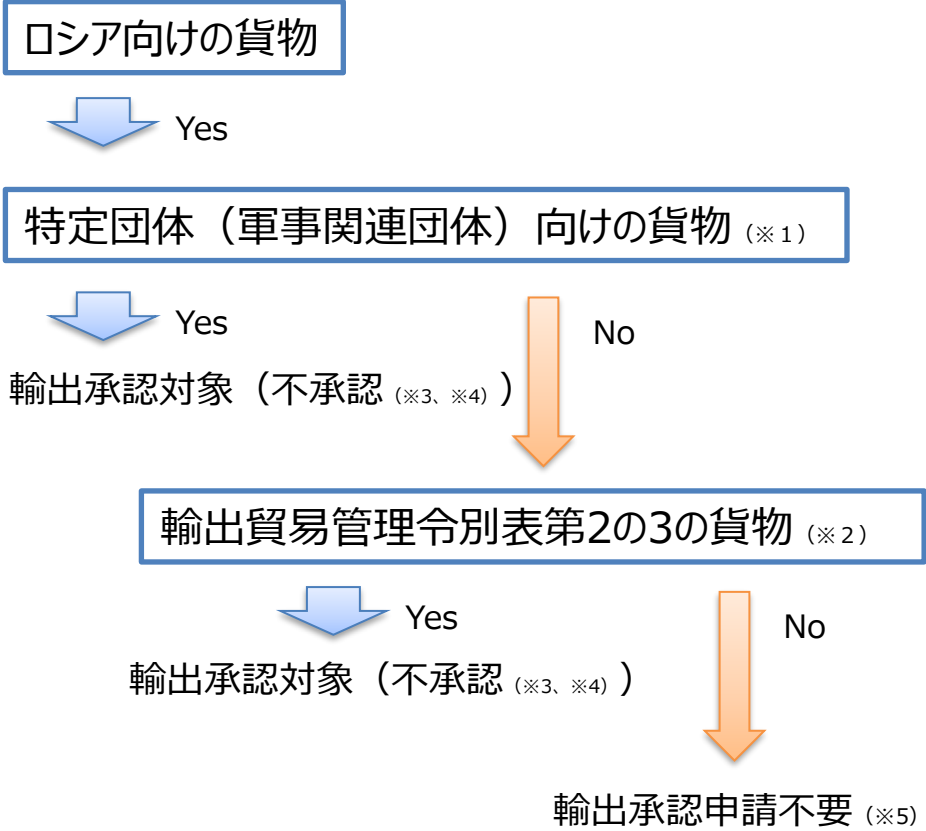 ロシア向けの貨物
Yes
特定団体（軍事関連団体）向けの貨物（※１）
Yes
No
輸出承認対象（不承認（※3、※4））
輸出貿易管理令別表第2の3の貨物（※２）
Yes
No
輸出承認対象（不承認（※3、※4））
輸出承認申請不要（※5）